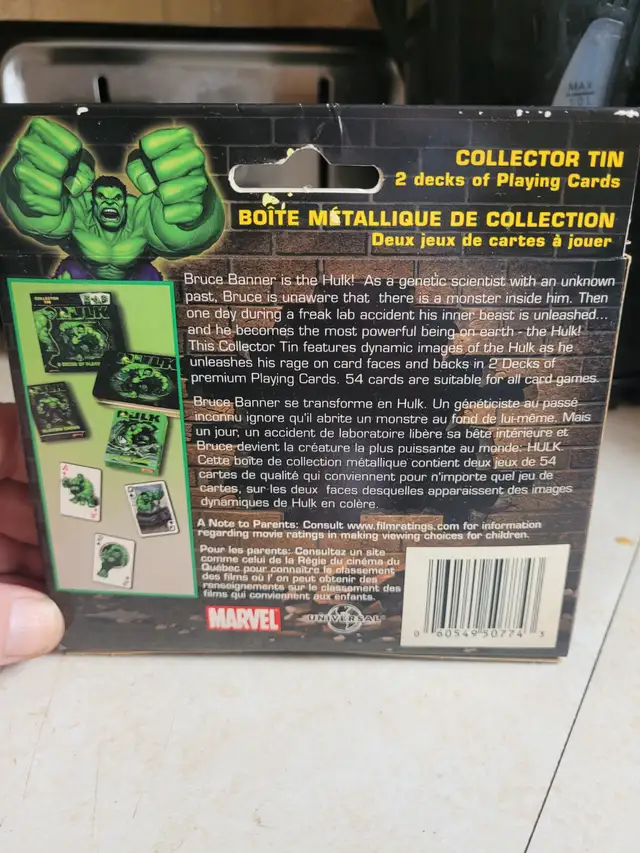 MAX
1.0 L
COLLECTOR TIN
2 decks of Playing Cards
BOÎTE MÉTALLIQUE DE COLLECTION
Deux jeux de cartes à jouer
Bruce Banner is the Hulk! As a genetic scientist with an unknown
past, Bruce is unaware that there is a monster inside him. Then
one day during a freak lab accident his inner beast is unleashed...
and he becomes the most powerful being on earth - the Hulk!
This Collector Tin features dynamic images of the Hulk as he
unleashes his rage on card faces and backs in 2 Decks of
premium Playing Cards. 54 cards are suitable for all card games.
Bruce Banner se transforme en Hulk. Un généticiste au passé
inconnu ignore qu'il abrite un monstre au fond de lui-même. Mais
un jour, un accident de laboratoire libère sa bête intérieure et
Bruce devient la créature la plus puissante au monde: HULK.
Cette boîte de collection métallique contient deux jeux de 54
cartes de qualité qui conviennent pour n'importe quel jeu de
cartes, sur les deux faces desquelles apparaissent des images
dynamiques de Hulk en colère.
A Note to Parents: Consult www.filmratings.com for information
regarding movie ratings in making viewing choices for children.
Pour les parents: Consultez un site
comme celui de la Régie du cinéma du
Québec pour connaître le classement
des films où l' on peut obtenir des
renseignements sur le classement des
films qui conviennent aux enfants.
MARVEL
UNIVERSAL
0 60549 50774 3
COLLECTOR
TIN
HULK
HULK
HULK